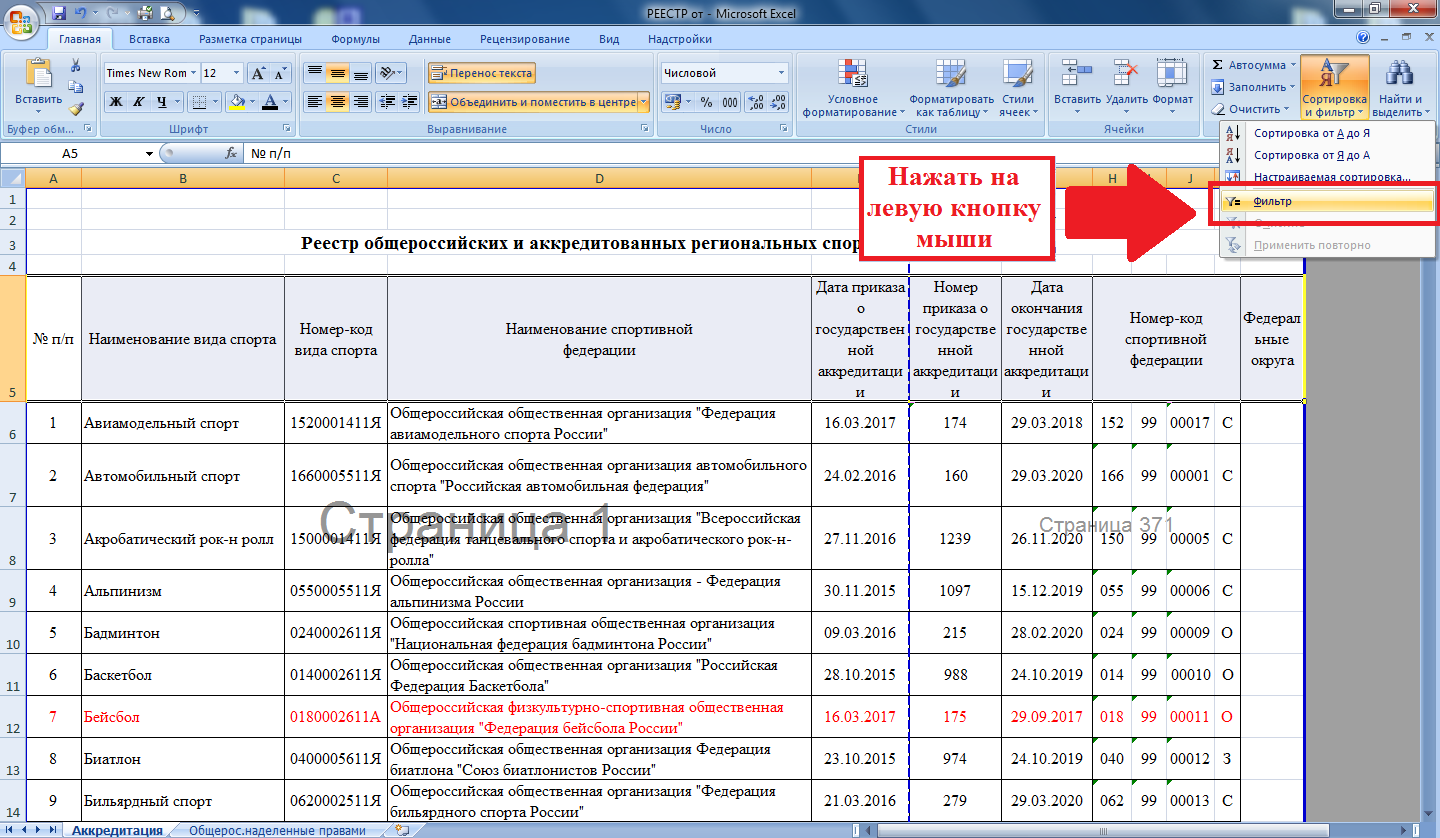 РЕЕСТР от - Microsoft Excel
Главная Вставка Разметка страницы Формулы Данные Рецензирование Вид Надстройки
Вставить
Буфер обм...
Times New Rom 12
Ж К Ч
Шрифт
Перенос текста
Объединить и поместить в центре
Выравнивание
Числовой
% 000
Число
Условное форматирование
Форматировать как таблицу
Стили ячеек
Стили
Вставить Удалить Формат
Ячейки
Σ Автосумма
Заполнить
Очистить
Сортировка и фильтр
Найти и выделить
Сортировка от А до Я
Сортировка от Я до А
Настраиваемая сортировка...
Фильтр
Применить повторно
A5 fx № п/п
Нажать на
левую кнопку
мыши
A B C D H J
1
2
3 Реестр общероссийских и аккредитованных региональных спор
4
5 № п/п Наименование вида спорта Номер-код вида спорта Наименование спортивной федерации Дата приказа о государственной аккредитации Номер приказа о государственной аккредитации Дата окончания государственной аккредитации Номер-код спортивной федерации Федеральные округа
6 1 Авиамодельный спорт 1520001411Я Общероссийская общественная организация "Федерация авиамодельного спорта России" 16.03.2017 174 29.03.2018 152 99 00017 С
7 2 Автомобильный спорт 1660005511Я Общероссийская общественная организация автомобильного спорта "Российская автомобильная федерация" 24.02.2016 160 29.03.2020 166 99 00001 С
8 3 Акробатический рок-н ролл 1500001411Я Общероссийская общественная организация "Всероссийская федерация танцевального спорта и акробатического рок-н-ролла" 27.11.2016 1239 26.11.2020 150 99 00005 С
Страница 1
Страница 371
9 4 Альпинизм 0550005511Я Общероссийская общественная организация - Федерация альпинизма России 30.11.2015 1097 15.12.2019 055 99 00006 С
10 5 Бадминтон 0240002611Я Общероссийская спортивная общественная организация "Национальная федерация бадминтона России" 09.03.2016 215 28.02.2020 024 99 00009 О
11 6 Баскетбол 0140002611Я Общероссийская общественная организация "Российская Федерация Баскетбола" 28.10.2015 988 24.10.2019 014 99 00010 О
12 7 Бейсбол 0180002611А Общероссийская физкультурно-спортивная общественная организация "Федерация бейсбола России" 16.03.2017 175 29.09.2017 018 99 00011 О
13 8 Биатлон 0400005611Я Общероссийская общественная организация Федерация биатлона "Союз биатлонистов России" 23.10.2015 974 24.10.2019 040 99 00012 З
14 9 Бильярдный спорт 0620002511Я Общероссийская общественная организация "Федерация бильярдного спорта России" 21.03.2016 279 29.03.2020 062 99 00013 С
Аккредитация Общерос.наделенные правами